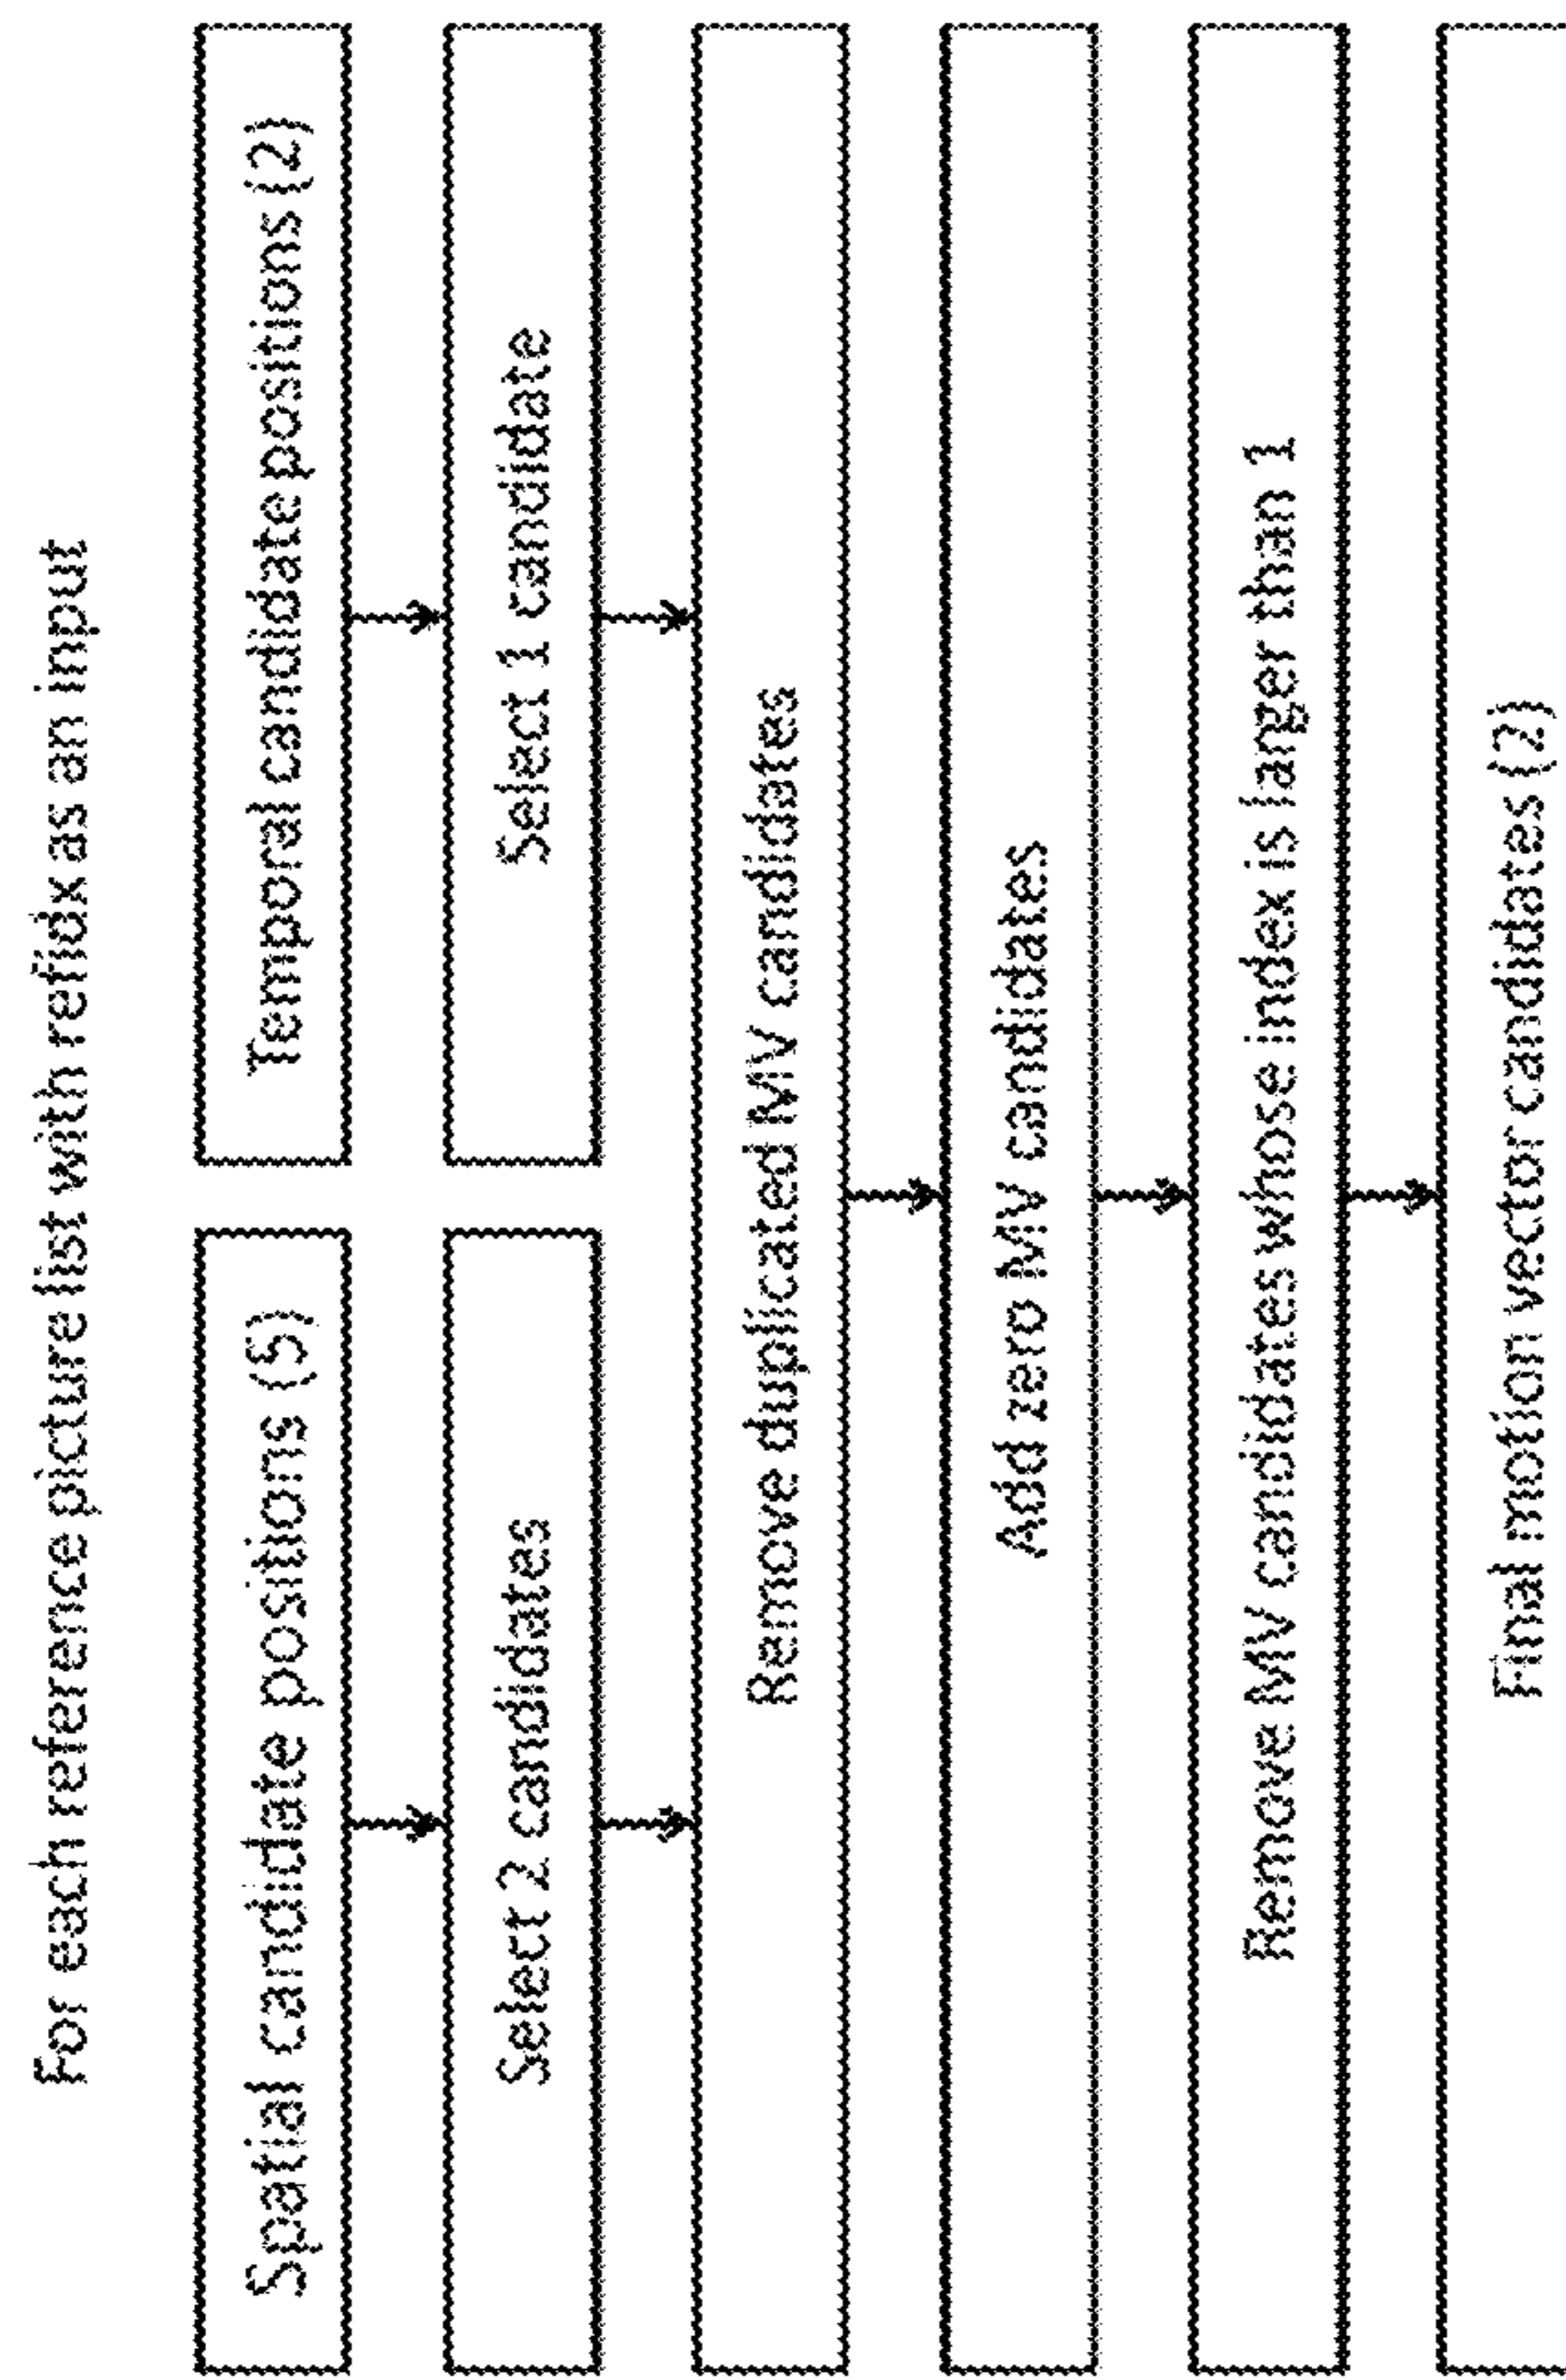 For each reference picture list with refidx as an input
Spatial candidate positions (5)
Temporal candidate positions (2)
Select 2 candidates
Select 1 candidate
Remove duplicated MV candidates
Add zero MV candidates
Remove MV candidates whose index is larger than 1
Final motion vector candidates (2)